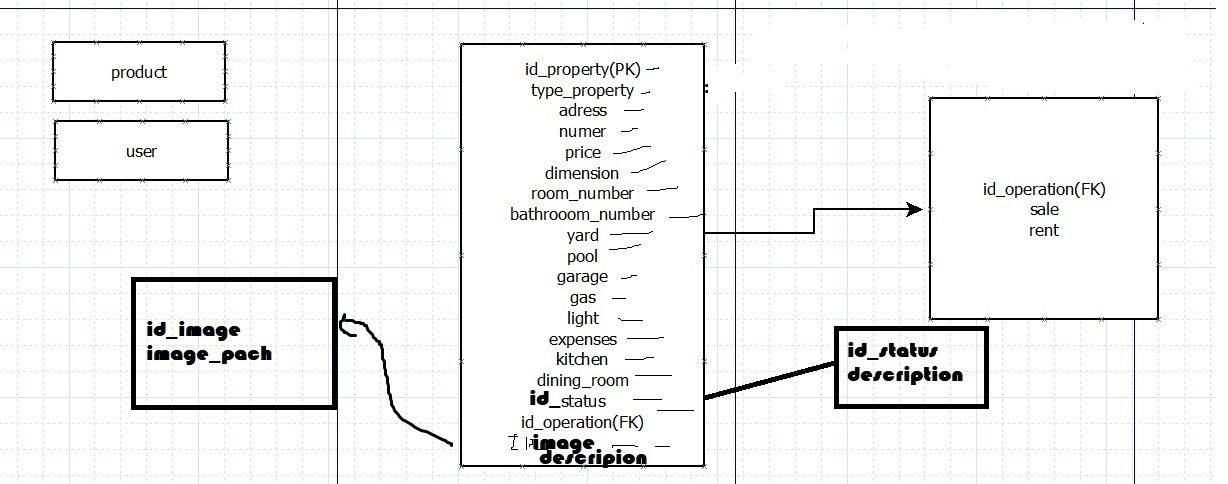 product
user
id_property(PK)
type_property
adress
numer
price
dimension
room_number
bathrooom_number
yard
pool
garage
gas
light
expenses
kitchen
dining_room
id_status
id_operation(FK)
image
descripion
id_operation(FK)
sale
rent
id_image
image_pach
id_status
description